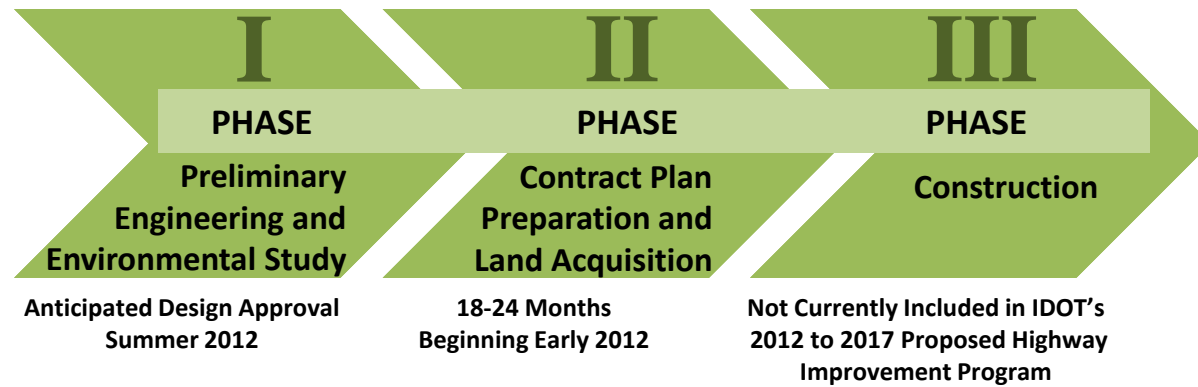 I
PHASE
Preliminary
Engineering and
Environmental Study
Anticipated Design Approval
Summer 2012
II
PHASE
Contract Plan
Preparation and
Land Acquisition
18-24 Months
Beginning Early 2012
III
PHASE
Construction
Not Currently Included in IDOT’s
2012 to 2017 Proposed Highway
Improvement Program